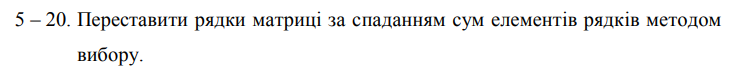 5 – 20. Переставити рядки матриці за спаданням сум елементів рядків методом
вибору.